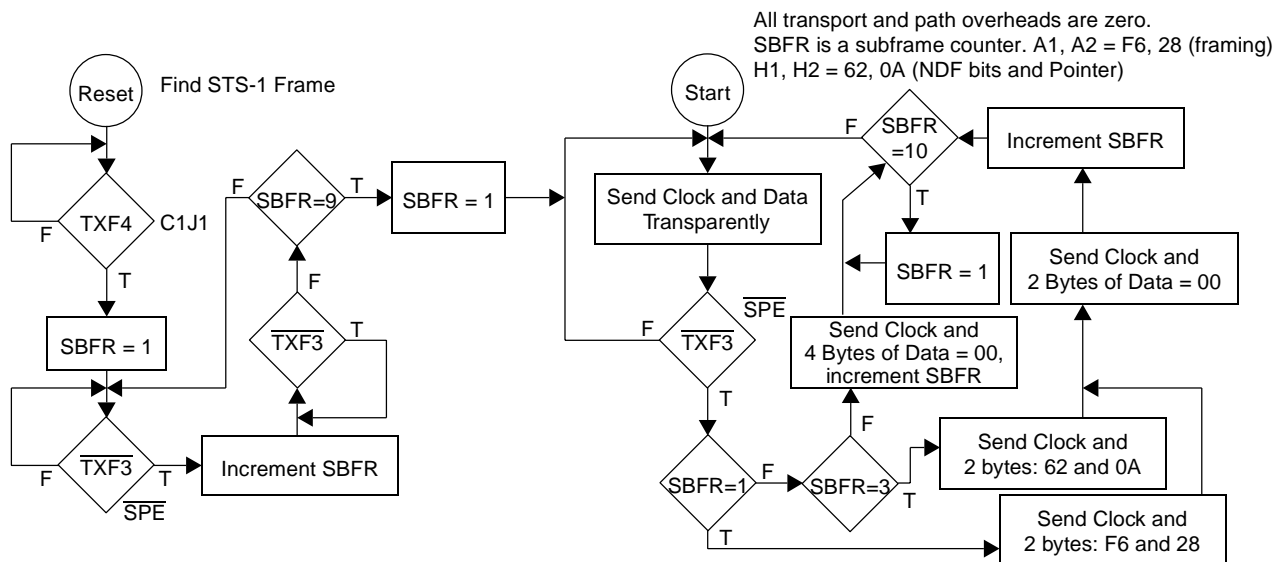 All transport and path overheads are zero.
SBFR is a subframe counter. A1, A2 = F6, 28 (framing)
H1, H2 = 62, 0A (NDF bits and Pointer)
Reset
Find STS-1 Frame
TXF4
C1J1
F
T
SBFR = 1
TXF3
F
T
SPE
Increment SBFR
TXF3
T
F
SBFR=9
F
T
SBFR = 1
Start
Send Clock and Data
Transparently
TXF3
SPE
F
T
SBFR=1
F
T
SBFR=3
F
T
Send Clock and
4 Bytes of Data = 00,
increment SBFR
Send Clock and
2 bytes: 62 and 0A
Send Clock and
2 bytes: F6 and 28
Send Clock and
2 Bytes of Data = 00
Increment SBFR
SBFR
=10
F
T
SBFR = 1